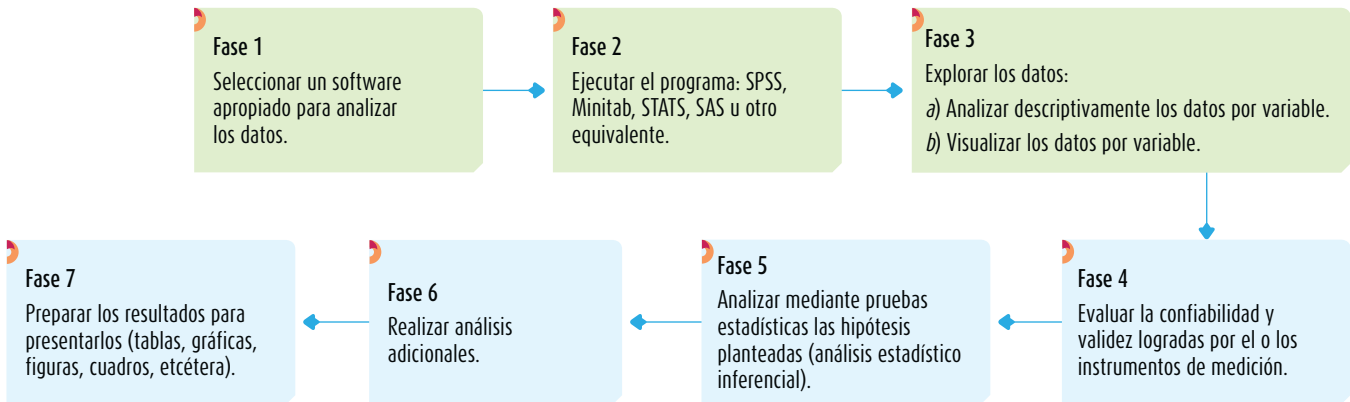 Fase 1
Seleccionar un software
apropiado para analizar
los datos.
Fase 2
Ejecutar el programa: SPSS,
Minitab, STATS, SAS u otro
equivalente.
Fase 3
Explorar los datos:
a) Analizar descriptivamente los datos por variable.
b) Visualizar los datos por variable.
Fase 4
Evaluar la confiabilidad y
validez logradas por el o los
instrumentos de medición.
Fase 5
Analizar mediante pruebas
estadísticas las hipótesis
planteadas (análisis estadístico
inferencial).
Fase 6
Realizar análisis
adicionales.
Fase 7
Preparar los resultados para
presentarlos (tablas, gráficas,
figuras, cuadros, etcétera).